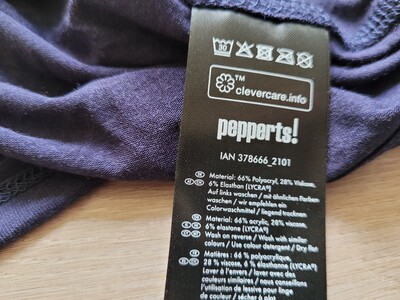 30
™
clevercare.info
pepperts!
IAN 378666_2101
Material: 66% Polyacryl, 28% Viskose,
6% Elasthan (LYCRA®)
Auf links waschen / mit ähnlichen Farben
waschen / wir empfehlen ein
Colorwaschmittel / liegend trocknen
Material: 66% acrylic, 28% viscose,
6% elastane (LYCRA®)
Wash on reverse / Wash with similar
colours / Use colour detergent / Dry flat
Matières : 66 % polyacrylique,
28 % viscose, 6 % élasthanne (LYCRA®)
Laver à l'envers / laver avec des
couleurs similaires / nous conseillons
l'utilisation de lessive pour linge
de couleur / sécher à plat